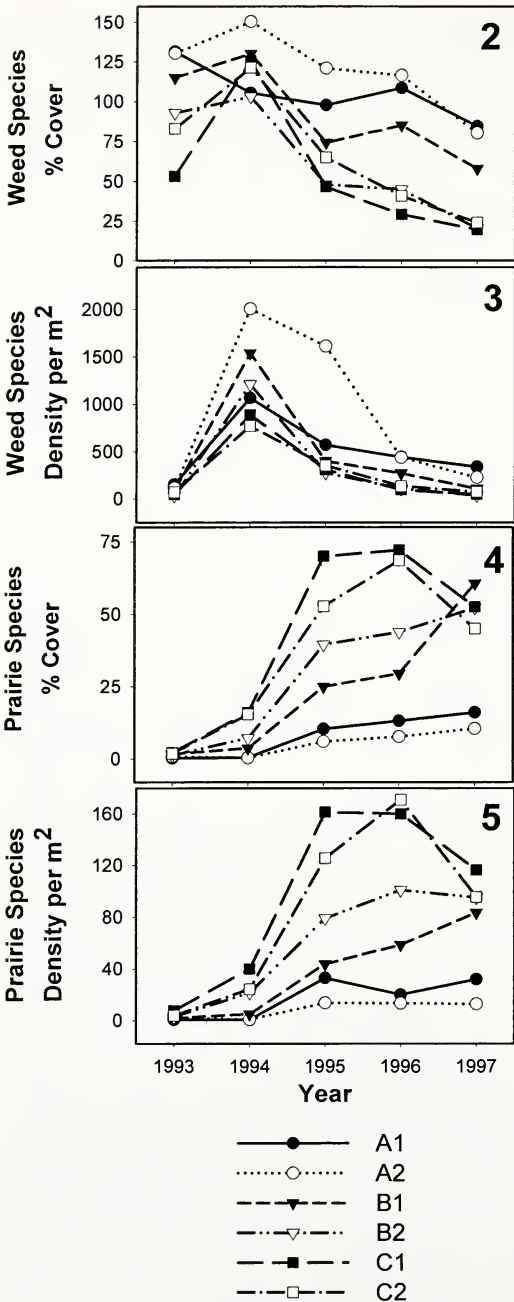 2
Weed Species
% Cover
150
125
100
75
50
25
0
3
Weed Species
Density per m2
2000
1500
1000
500
0
4
Prairie Species
% Cover
75
50
25
0
5
Prairie Species
Density per m2
160
120
80
40
0
1993 1994 1995 1996 1997
Year
A1
A2
B1
B2
C1
C2